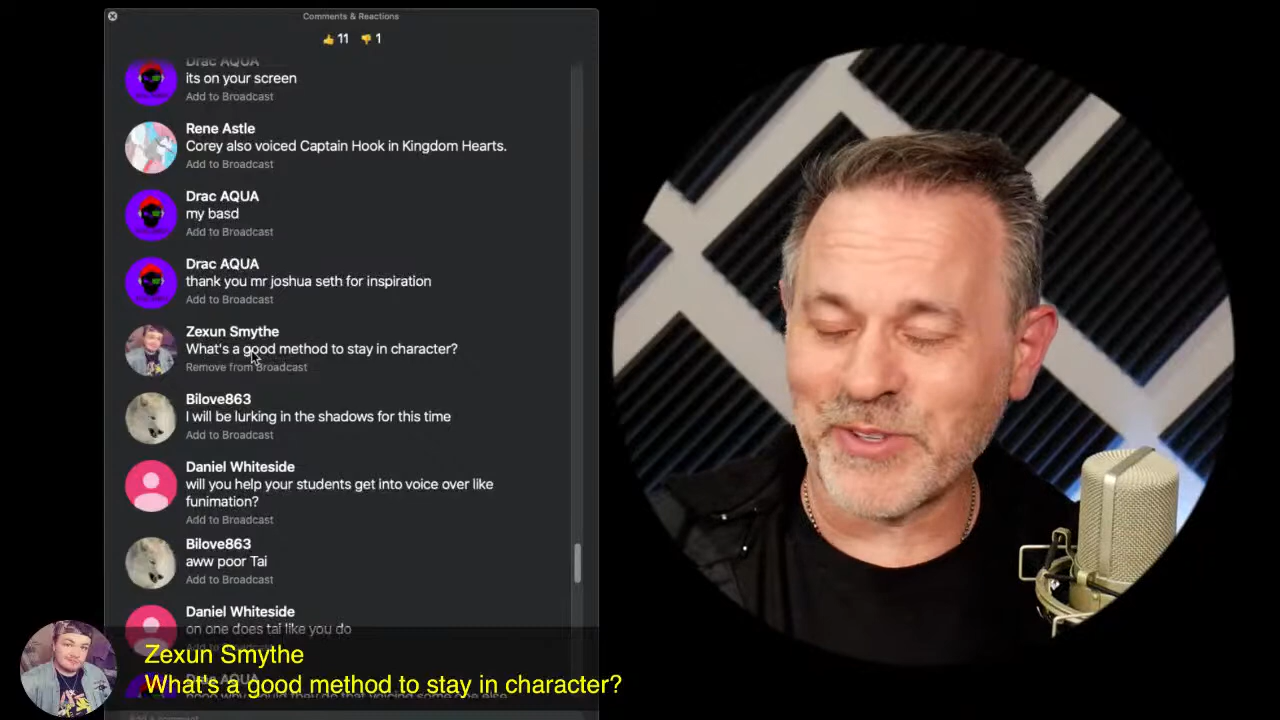 Comments & Reactions
👍 11 👎 1
Drac AQUA
its on your screen
Add to Broadcast
Rene Astle
Corey also voiced Captain Hook in Kingdom Hearts.
Add to Broadcast
Drac AQUA
my basd
Add to Broadcast
Drac AQUA
thank you mr joshua seth for inspiration
Add to Broadcast
Zexun Smythe
What's a good method to stay in character?
Remove from Broadcast
Bilove863
I will be lurking in the shadows for this time
Add to Broadcast
Daniel Whiteside
will you help your students get into voice over like
funimation?
Add to Broadcast
Bilove863
aww poor Tai
Add to Broadcast
Daniel Whiteside
on one does tai like you do
Zexun Smythe
What's a good method to stay in character?